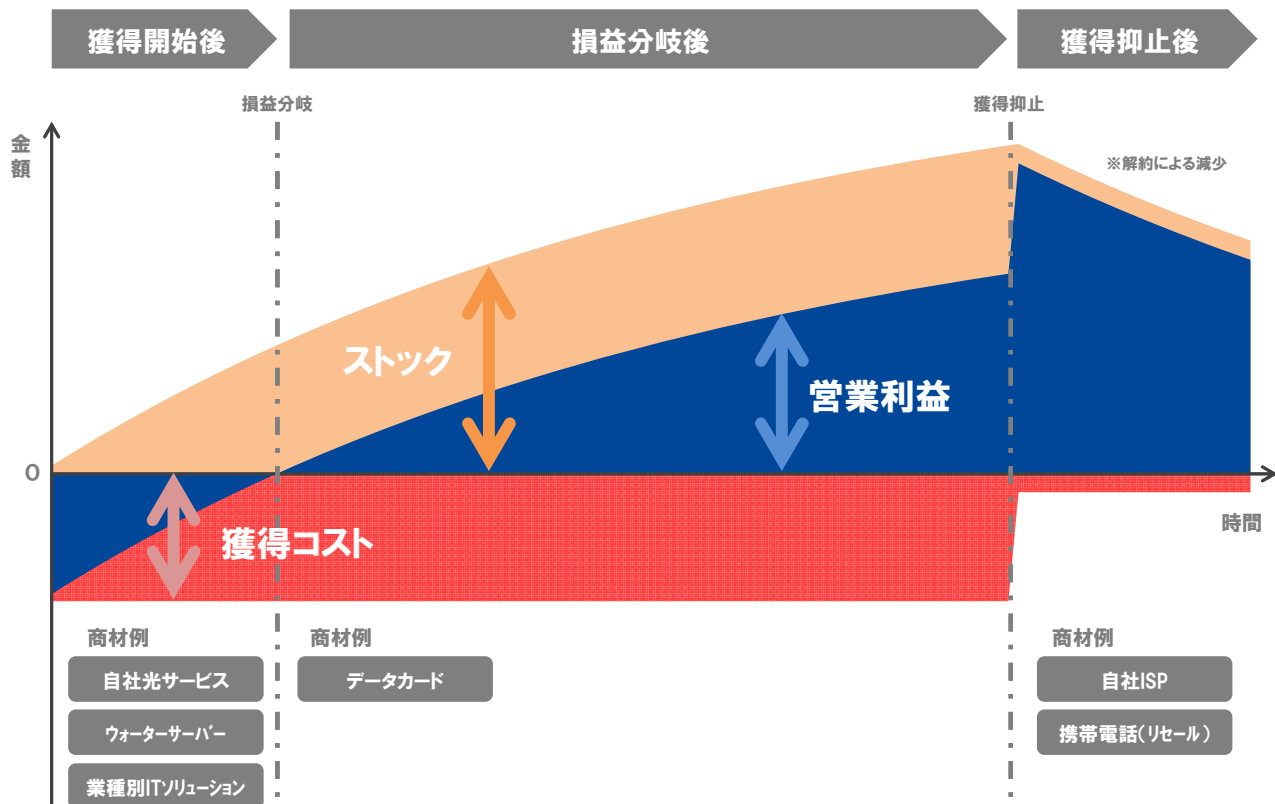 獲得開始後
損益分岐後
獲得抑止後
損益分岐
獲得抑止
金額
※解約による減少
ストック
営業利益
0
獲得コスト
時間
商材例
自社光サービス
ウォーターサーバー
業種別ITソリューション
商材例
データカード
商材例
自社ISP
携帯電話(リセール)